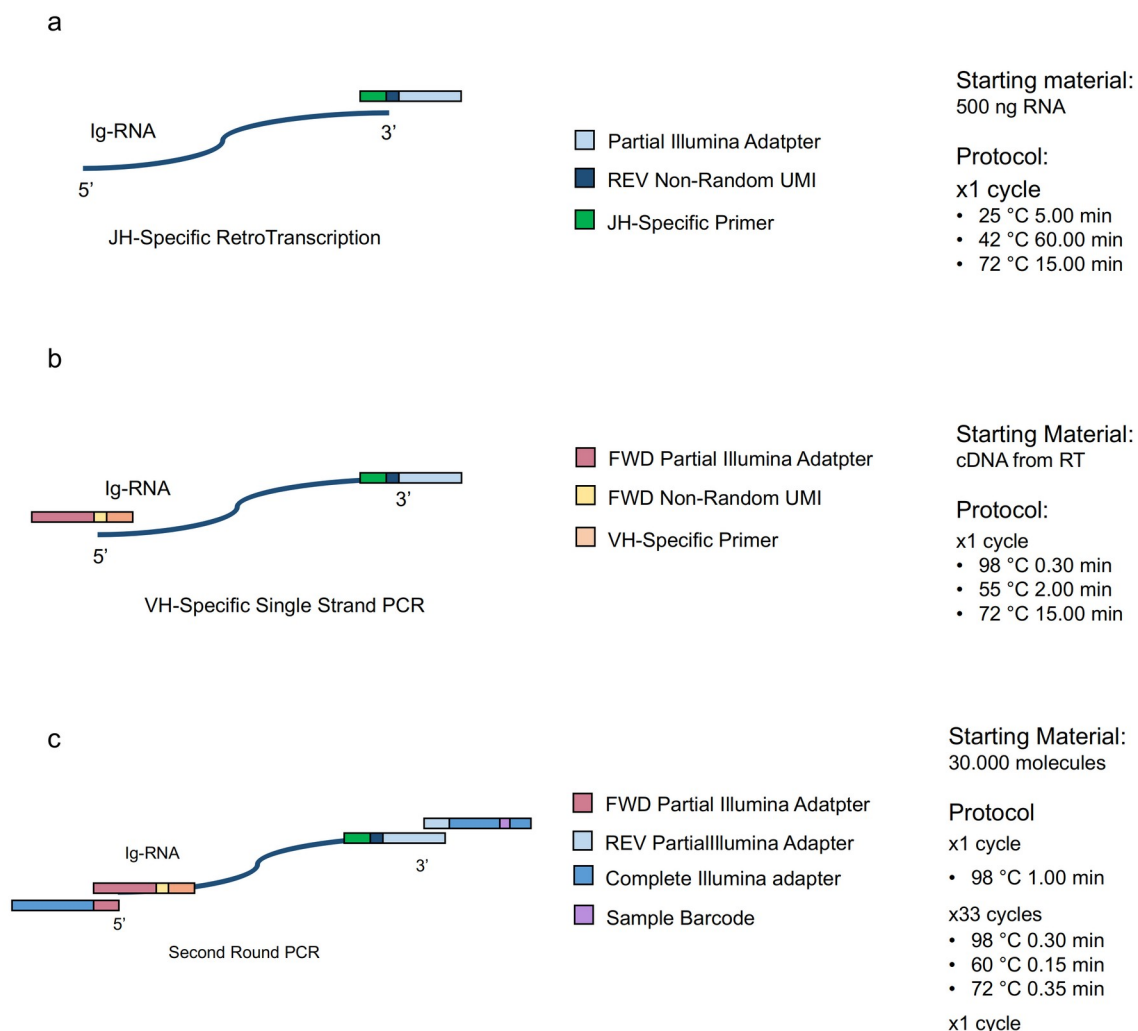 a
Ig-RNA
5’
3’
JH-Specific RetroTranscription
Partial Illumina Adatpter
REV Non-Random UMI
JH-Specific Primer
Starting material:
500 ng RNA
Protocol:
x1 cycle
• 25 °C 5.00 min
• 42 °C 60.00 min
• 72 °C 15.00 min
b
Ig-RNA
5’
3’
VH-Specific Single Strand PCR
FWD Partial Illumina Adatpter
FWD Non-Random UMI
VH-Specific Primer
Starting Material:
cDNA from RT
Protocol:
x1 cycle
• 98 °C 0.30 min
• 55 °C 2.00 min
• 72 °C 15.00 min
c
Ig-RNA
5’
3’
Second Round PCR
FWD Partial Illumina Adatpter
REV PartialIllumina Adapter
Complete Illumina adapter
Sample Barcode
Starting Material:
30.000 molecules
Protocol
x1 cycle
• 98 °C 1.00 min
x33 cycles
• 98 °C 0.30 min
• 60 °C 0.15 min
• 72 °C 0.35 min
x1 cycle